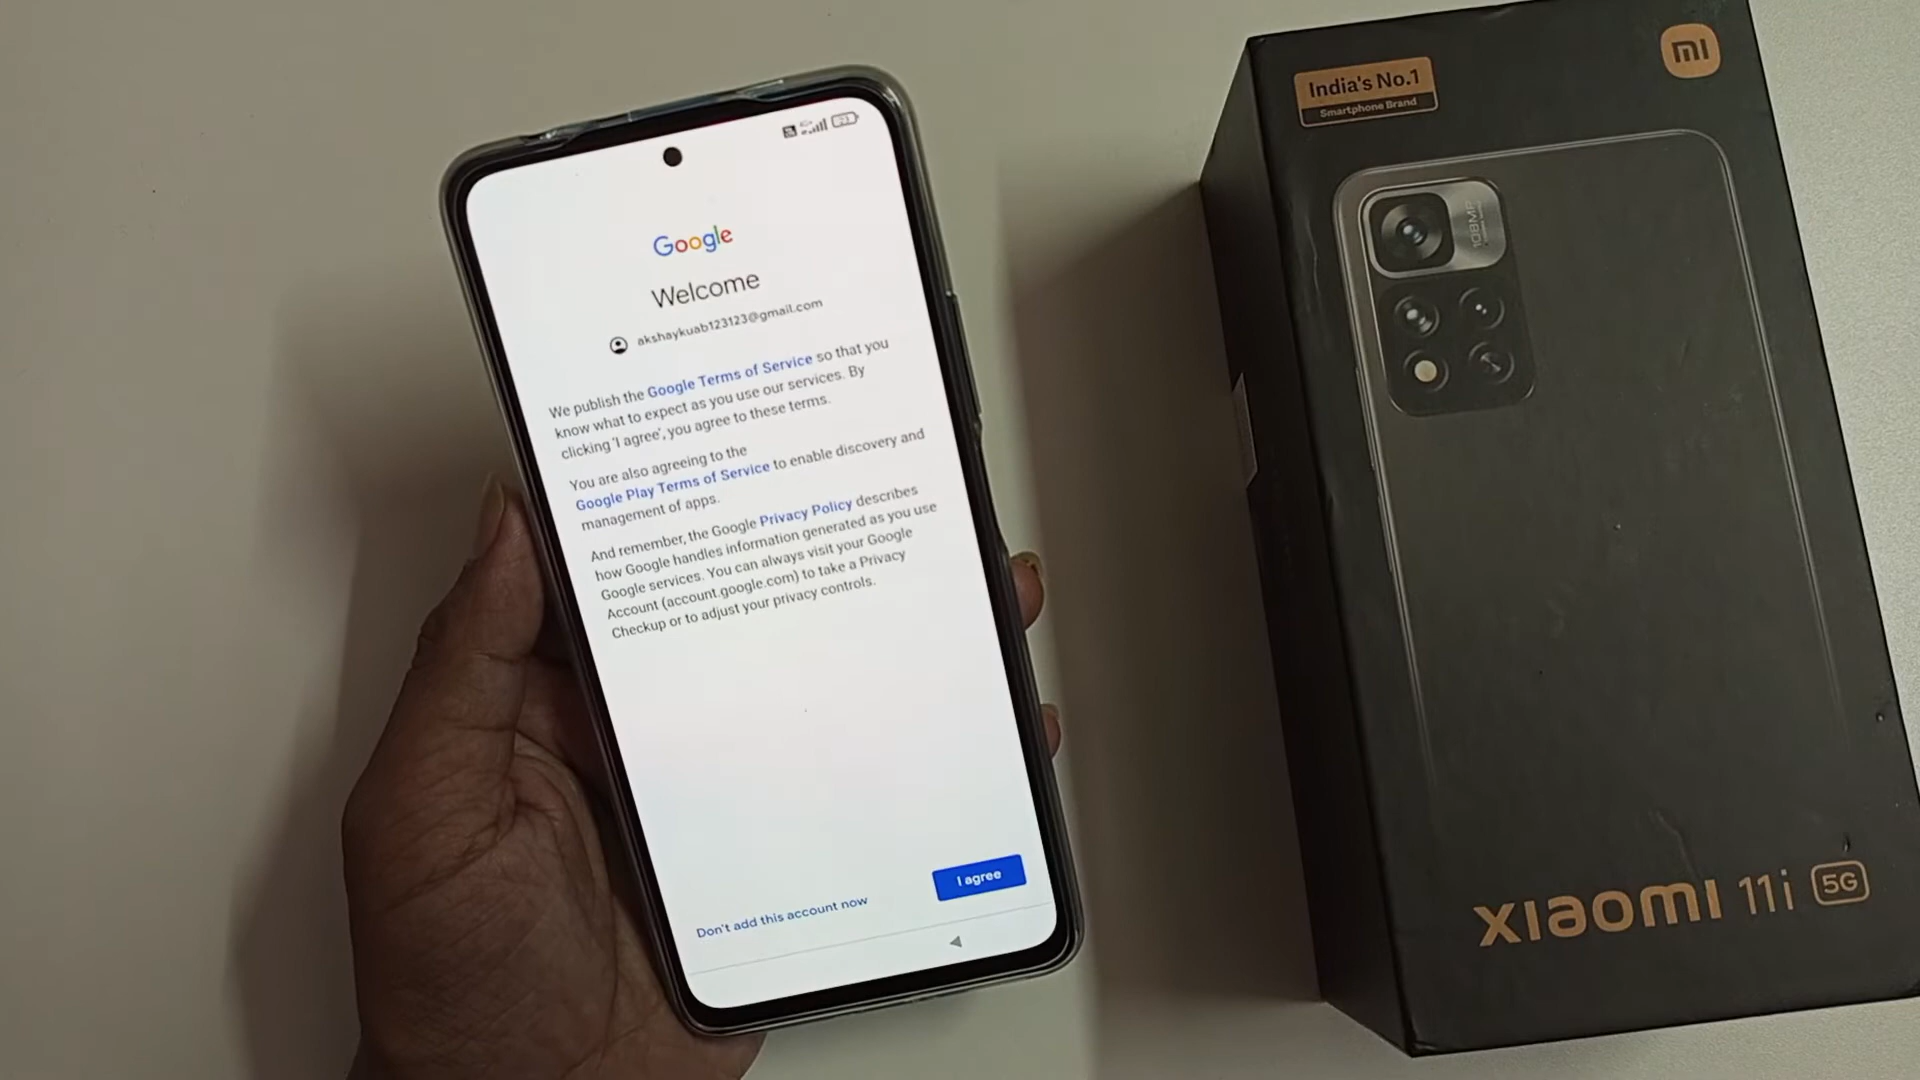 23
Google
Welcome
akshaykuab123123@gmail.com
We publish the Google Terms of Service so that you
know what to expect as you use our services. By
clicking 'I agree', you agree to these terms.
You are also agreeing to the
Google Play Terms of Service to enable discovery and
management of apps.
And remember, the Google Privacy Policy describes
how Google handles information generated as you use
Google services. You can always visit your Google
Account (account.google.com) to take a Privacy
Checkup or to adjust your privacy controls.
I agree
Don't add this account now
India's No.1
Smartphone Brand
mi
108MP
xiaomi 11i 5G